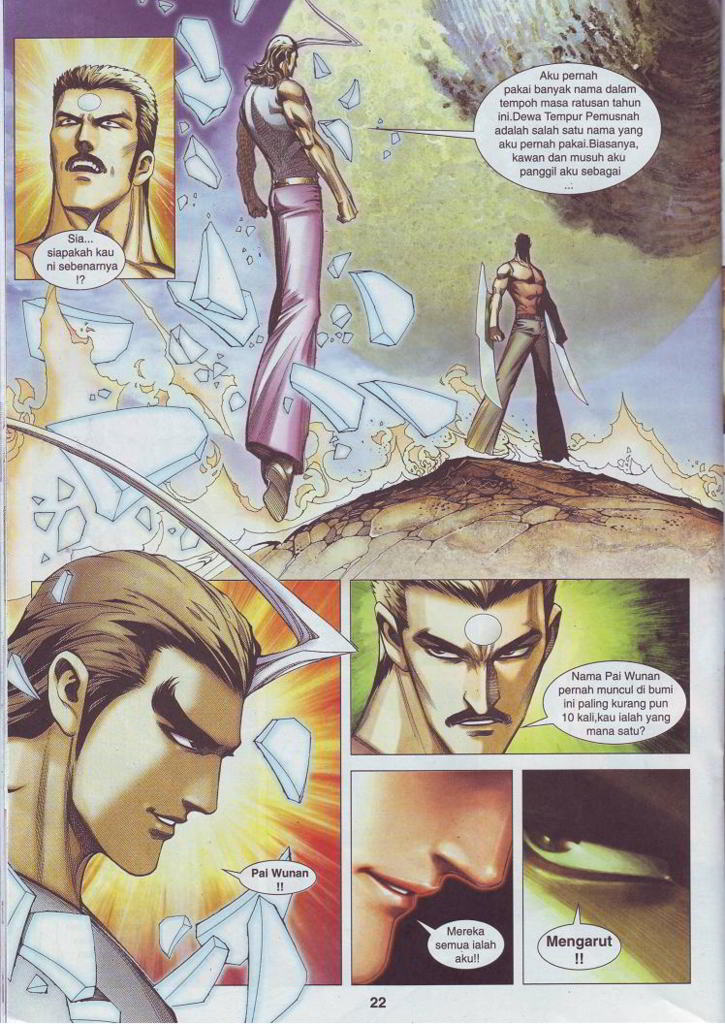 Sia...
siapakah kau
ni sebenarnya
!?
Aku pernah
pakai banyak nama dalam
tempoh masa ratusan tahun
ini.Dewa Tempur Pemusnah
adalah salah satu nama yang
aku pernah pakai.Biasanya,
kawan dan musuh aku
panggil aku sebagai
...
Pai Wunan
!!
Nama Pai Wunan
pernah muncul di bumi
ini paling kurang pun
10 kali,kau ialah yang
mana satu?
Mereka
semua ialah
aku!!
Mengarut
!!
22